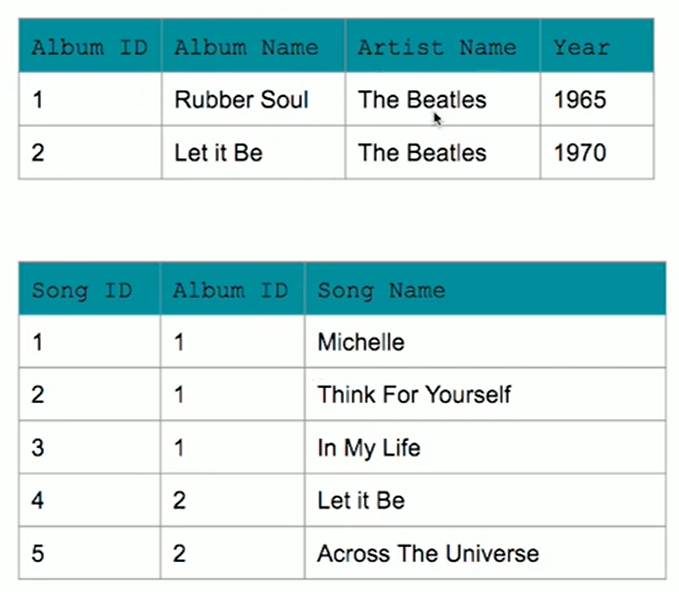 Album ID Album Name Artist Name Year
1 Rubber Soul The Beatles 1965
2 Let it Be The Beatles 1970
Song ID Album ID Song Name
1 1 Michelle
2 1 Think For Yourself
3 1 In My Life
4 2 Let it Be
5 2 Across The Universe